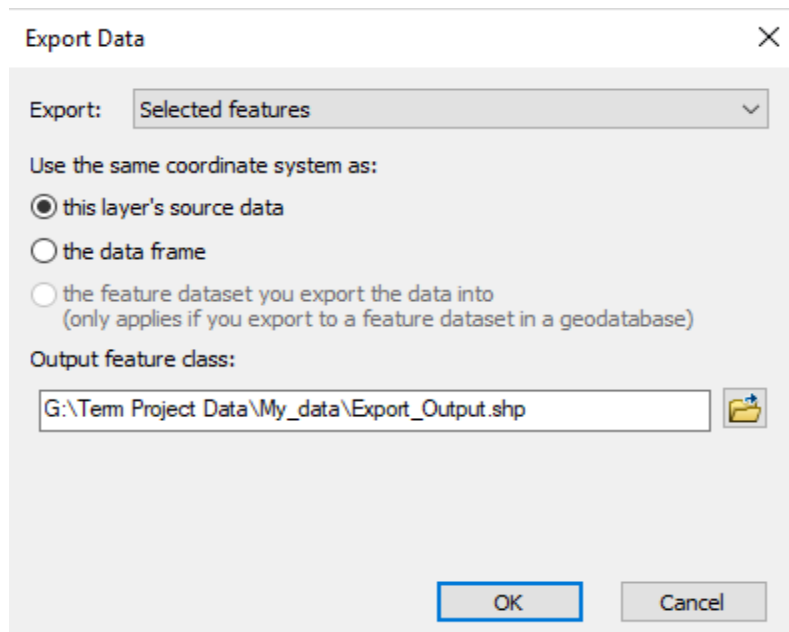 Export Data
Export: Selected features
Use the same coordinate system as:
this layer's source data
the data frame
the feature dataset you export the data into
(only applies if you export to a feature dataset in a geodatabase)
Output feature class:
G:\Term Project Data\My_data\Export_Output.shp
OK Cancel